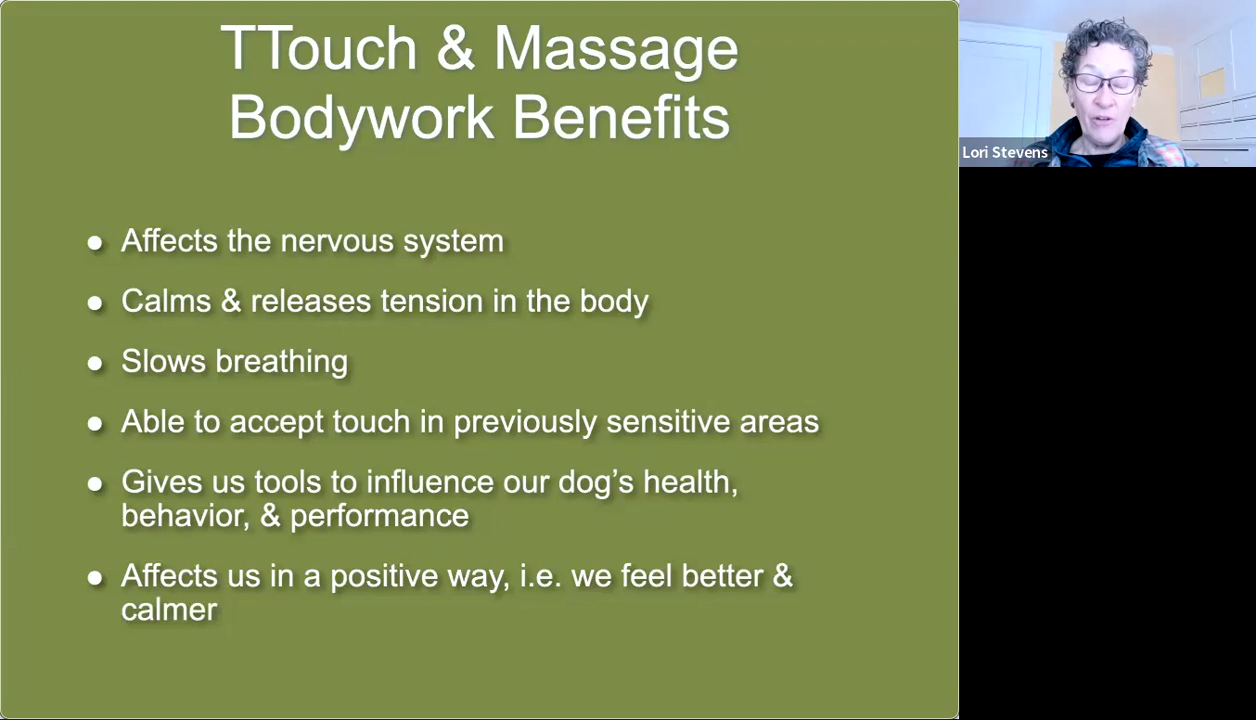 TTouch & Massage
Bodywork Benefits
● Affects the nervous system
● Calms & releases tension in the body
● Slows breathing
● Able to accept touch in previously sensitive areas
● Gives us tools to influence our dog’s health,
behavior, & performance
● Affects us in a positive way, i.e. we feel better &
calmer
Lori Stevens